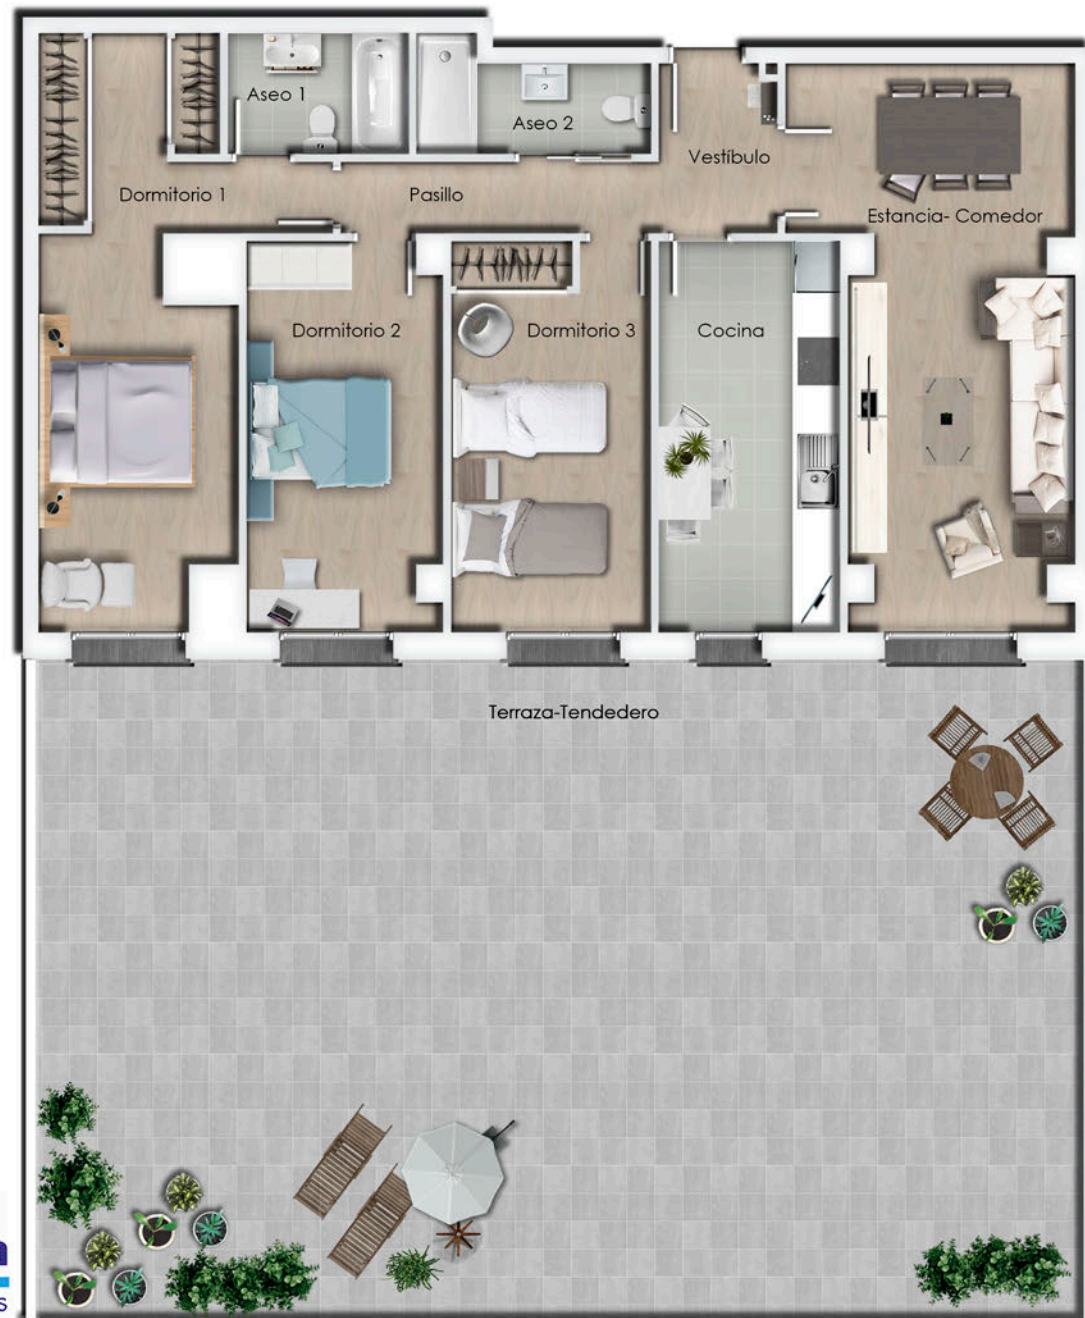 Aseo 1
Aseo 2
Vestíbulo
Dormitorio 1
Pasillo
Estancia- Comedor
Dormitorio 2
Dormitorio 3
Cocina
Terraza-Tendedero